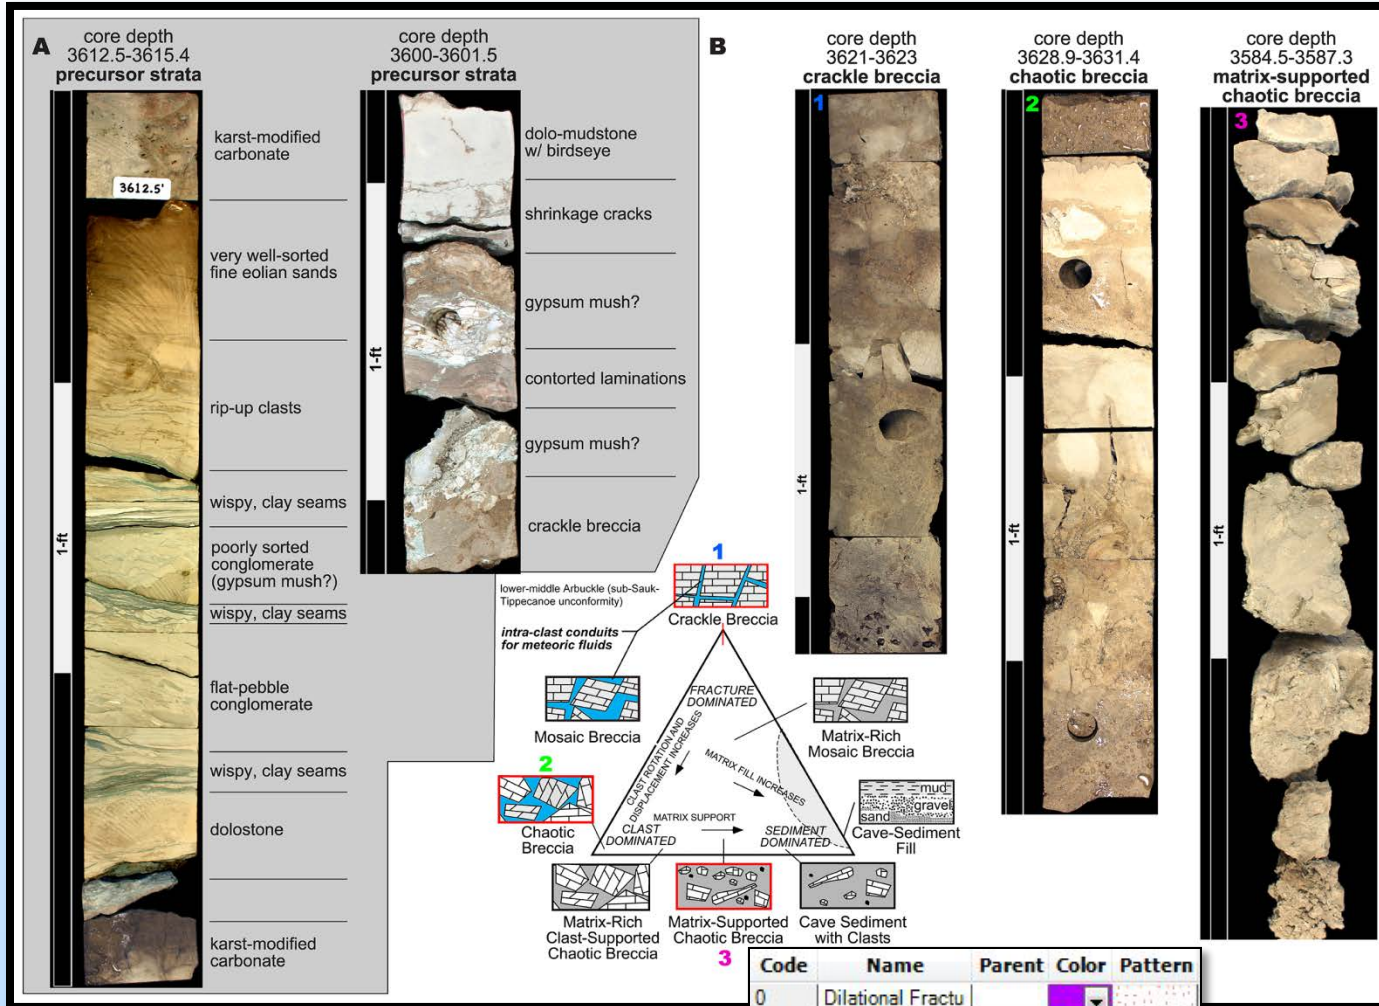 A
core depth
3612.5-3615.4
precursor strata
karst-modified
carbonate
3612.5'
very well-sorted
fine eolian sands
rip-up clasts
1-ft
wispy, clay seams
poorly sorted
conglomerate
(gypsum mush?)
wispy, clay seams
flat-pebble
conglomerate
wispy, clay seams
dolostone
karst-modified
carbonate
core depth
3600-3601.5
precursor strata
dolo-mudstone
w/ birdseye
shrinkage cracks
gypsum mush?
1-ft
contorted laminations
gypsum mush?
crackle breccia
B
core depth
3621-3623
crackle breccia
1
1-ft
core depth
3628.9-3631.4
chaotic breccia
2
1-ft
core depth
3584.5-3587.3
matrix-supported
chaotic breccia
3
1-ft
1
lower-middle Arbuckle (sub-Sauk-
Tippecanoe unconformity)
Crackle Breccia
intra-clast conduits
for meteoric fluids
Mosaic Breccia
FRACTURE
DOMINATED
Matrix-Rich
Mosaic Breccia
CLAST ROTATION AND
DISPLACEMENT INCREASES
MATRIX FILL INCREASES
2
Chaotic
Breccia
CLAST
DOMINATED
MATRIX SUPPORT
SEDIMENT
DOMINATED
mud
gravel
sand
Cave-Sediment
Fill
Matrix-Rich
Clast-Supported
Chaotic Breccia
Matrix-Supported
Chaotic Breccia
3
Cave Sediment
with Clasts
Code Name Parent Color Pattern
0 Dilational Fractu